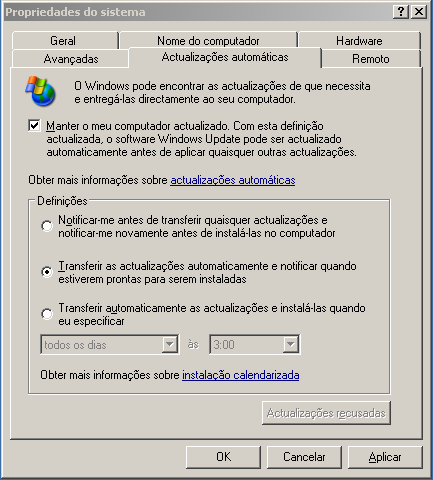 Propriedades do sistema
Geral
Nome do computador
Hardware
Avançadas
Actualizações automáticas
Remoto
O Windows pode encontrar as actualizações de que necessita
e entregá-las directamente ao seu computador.
Manter o meu computador actualizado. Com esta definição
actualizada, o software Windows Update pode ser actualizado
automaticamente antes de aplicar quaisquer outras actualizações.
Obter mais informações sobre actualizações automáticas
Definições
Notificar-me antes de transferir quaisquer actualizações e
notificar-me novamente antes de instalá-las no computador
Transferir as actualizações automaticamente e notificar quando
estiverem prontas para serem instaladas
Transferir automaticamente as actualizações e instalá-las quando
eu especificar
todos os dias
às
3:00
Obter mais informações sobre instalação calendarizada
Actualizações recusadas
OK
Cancelar
Aplicar